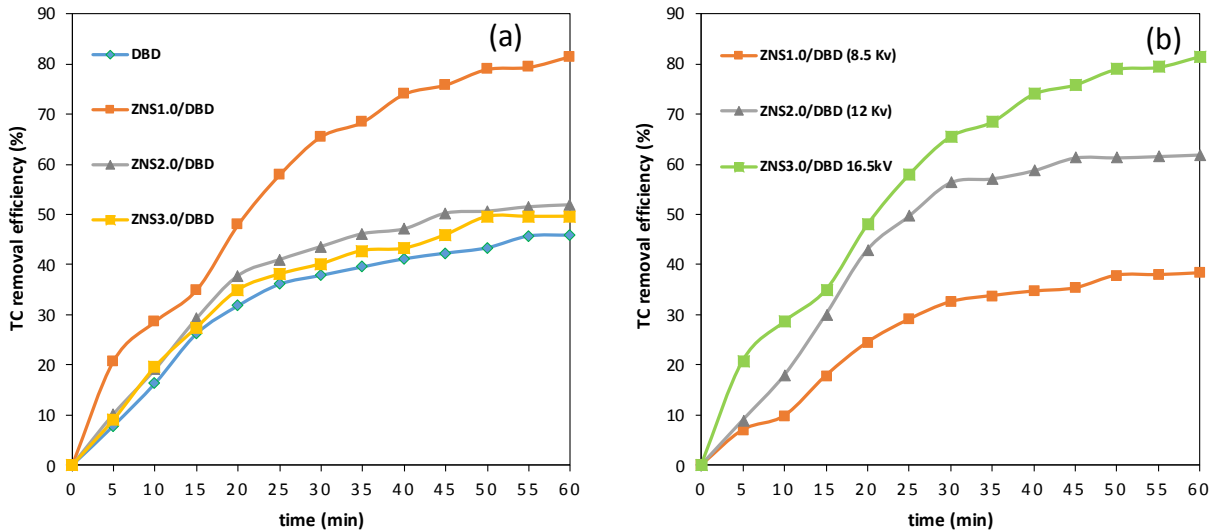 (a)
TC removal efficiency (%)
90
80
70
60
50
40
30
20
10
0
DBD
ZNS1.0/DBD
ZNS2.0/DBD
ZNS3.0/DBD
0 5 10 15 20 25 30 35 40 45 50 55 60
time (min)
(b)
TC removal efficiency (%)
90
80
70
60
50
40
30
20
10
0
ZNS1.0/DBD (8.5 Kv)
ZNS2.0/DBD (12 Kv)
ZNS3.0/DBD 16.5kV
0 5 10 15 20 25 30 35 40 45 50 55 60
time (min)